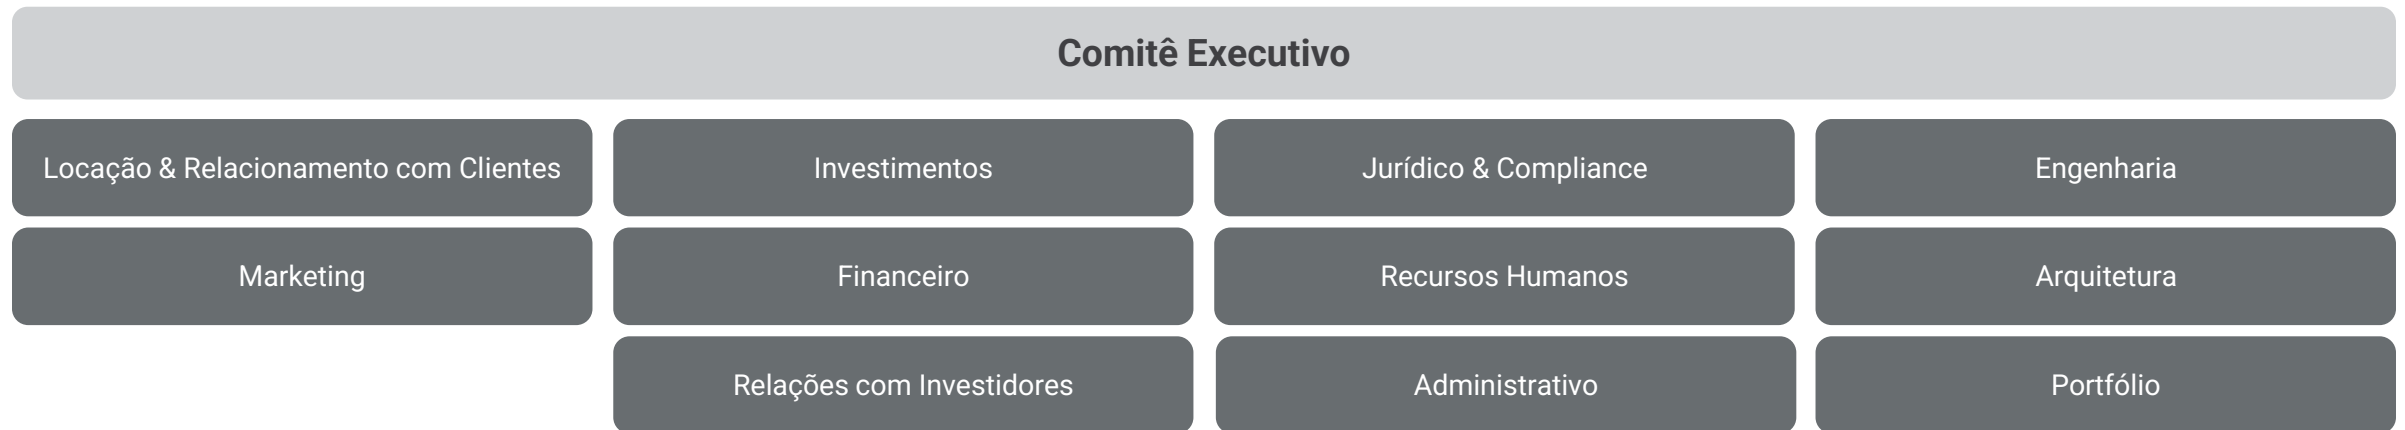 Comitê Executivo
Locação & Relacionamento com Clientes
Investimentos
Jurídico & Compliance
Engenharia
Marketing
Financeiro
Recursos Humanos
Arquitetura
Relações com Investidores
Administrativo
Portfólio